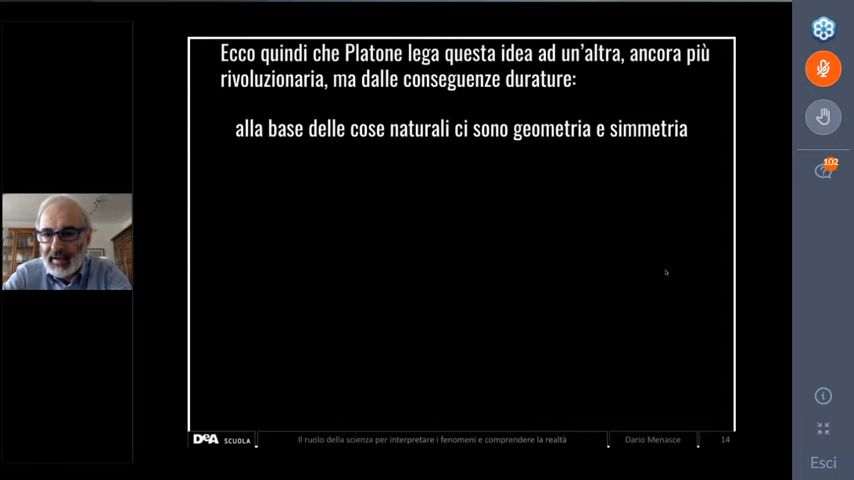 Ecco quindi che Platone lega questa idea ad un'altra, ancora più
rivoluzionaria, ma dalle conseguenze durature:
alla base delle cose naturali ci sono geometria e simmetria
102
DeA SCUOLA
Il ruolo della scienza per interpretare i fenomeni e comprendere la realtà
Dario Menasce
14
Esci